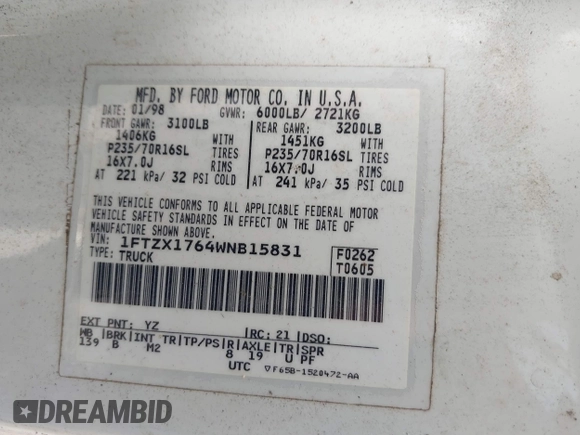 MFD. BY FORD MOTOR CO. IN U.S.A.
DATE: 01/98 GVWR: 6000LB/ 2721KG
FRONT GAWR: 3100LB REAR GAWR: 3200LB
1406KG WITH 1451KG WITH
P235/70R16SL TIRES P235/70R16SL TIRES
16X7.0J RIMS 16X7.0J RIMS
AT 221 kPa/ 32 PSI COLD AT 241 kPa/ 35 PSI COLD
THIS VEHICLE CONFORMS TO ALL APPLICABLE FEDERAL MOTOR
VEHICLE SAFETY STANDARDS IN EFFECT ON THE DATE OF
MANUFACTURE SHOWN ABOVE.
VIN: 1FTZX1764WNB15831 F0262
TYPE: TRUCK T0605
EXT PNT: YZ RC: 21 DSO:
WB BRK INT TR TP/PS R AXLE TR SPR
139 B M2 8 19 U PF
UTC ▽F65B-1520472-AA
DREAMBID